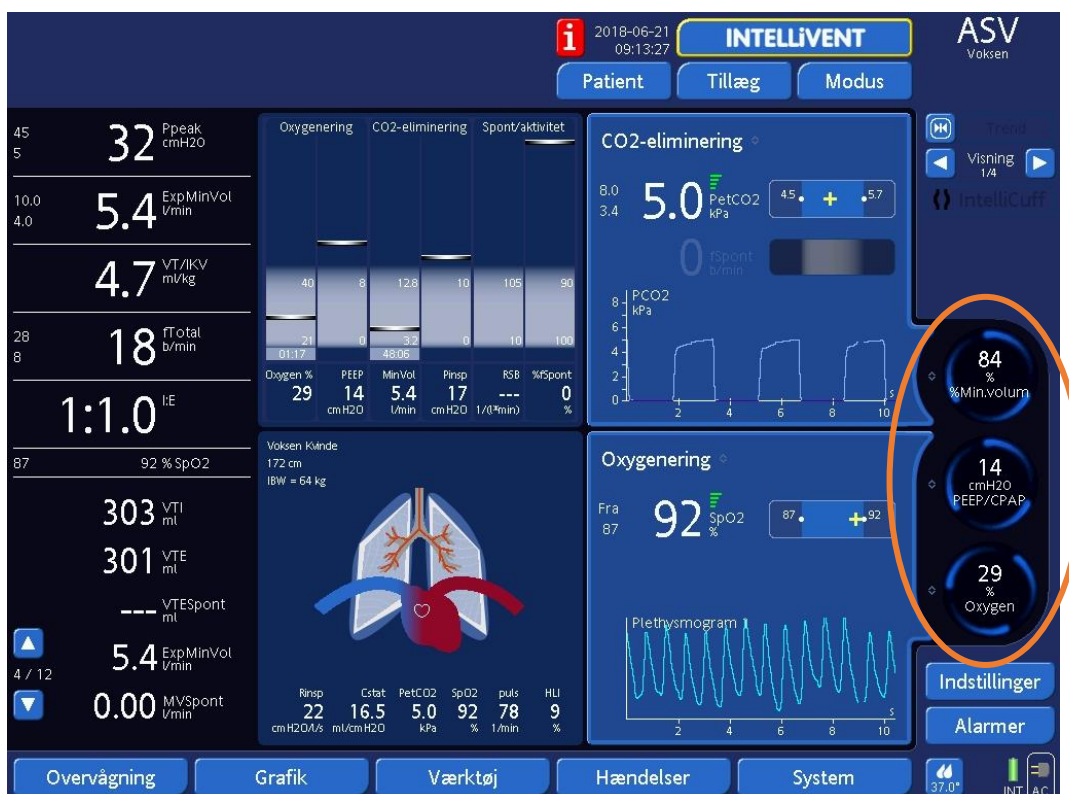 i
2018-06-21
09:13:27
INTELLiVENT
ASV
Voksen
Patient
Tillæg
Modus
45
5
32
Ppeak
cmH2O
10.0
4.0
5.4
ExpMinVol
l/min
4.7
VT/IKV
ml/kg
28
8
18
fTotal
b/min
1:1.0
I:E
87
92 % SpO2
303
VTI
ml
301
VTE
ml
---
VTESpont
ml
4 / 12
5.4
ExpMinVol
l/min
0.00
MVSpont
l/min
Oxygenering CO2-eliminering Spont/aktivitet
40 8 12.8 10 105 90
21 0 3.2 0 10 100
01:17 48:06
Oxygen % PEEP MinVol Pinsp RSB %fSpont
29 14 5.4 17 --- 0
cmH2O l/min cmH2O 1/(l*min) %
Voksen Kvinde
172 cm
IBW = 64 kg
Rinsp Cstat PetCO2 SpO2 puls HLI
22 16.5 5.0 92 78 9
cmH2O/l/s ml/cmH2O kPa % 1/min %
CO2-eliminering
8.0
3.4
5.0
PetCO2
kPa
4.5 5.7
0
fSpont
b/min
PCO2
kPa
8
6
4
2
0
2 4 6 8 10
s
Oxygenering
Fra
87
92
SpO2
%
87 92
Plethysmogram
2 4 6 8 10
s
Trend
Visning
1/4
IntelliCuff
84
%
%Min.volum
14
cmH2O
PEEP/CPAP
29
%
Oxygen
Indstillinger
Alarmer
Overvågning
Grafik
Værktøj
Hændelser
System
37.0°
INT AC